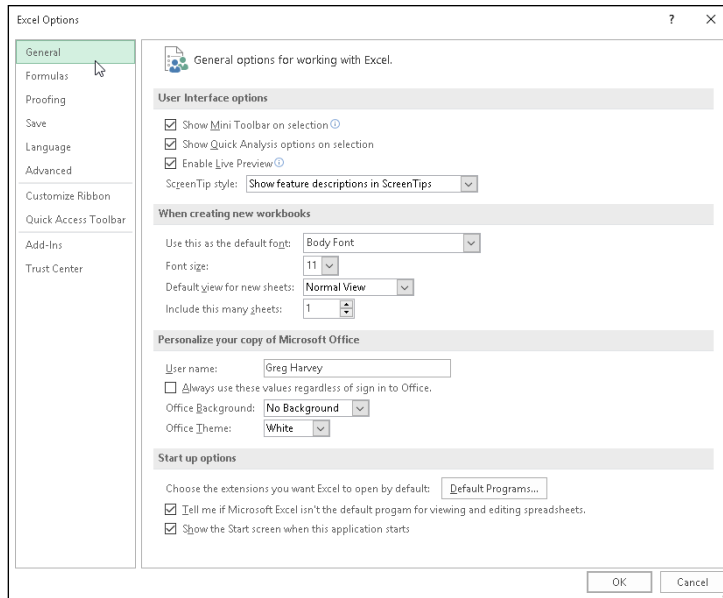 Excel Options ? ×
General
Formulas
Proofing
Save
Language
Advanced
Customize Ribbon
Quick Access Toolbar
Add-Ins
Trust Center
General options for working with Excel.
User Interface options
Show Mini Toolbar on selection
Show Quick Analysis options on selection
Enable Live Preview
ScreenTip style: Show feature descriptions in ScreenTips
When creating new workbooks
Use this as the default font: Body Font
Font size: 11
Default view for new sheets: Normal View
Include this many sheets: 1
Personalize your copy of Microsoft Office
User name: Greg Harvey
Always use these values regardless of sign in to Office.
Office Background: No Background
Office Theme: White
Start up options
Choose the extensions you want Excel to open by default: Default Programs...
Tell me if Microsoft Excel isn't the default progam for viewing and editing spreadsheets.
Show the Start screen when this application starts
OK Cancel